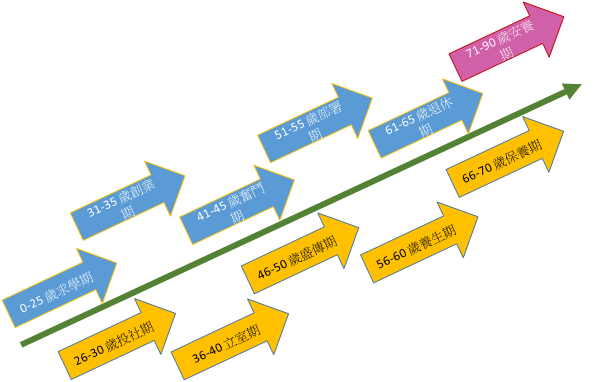 0-25 歲求學期
26-30 歲投社期
31-35 歲創業
期
36-40 立室期
41-45 歲奮鬥
期
46-50 歲盛傳期
51-55 歲部署
期
56-60 歲養生期
61-65 歲退休
期
66-70 歲保養期
71-90 歲安養
期